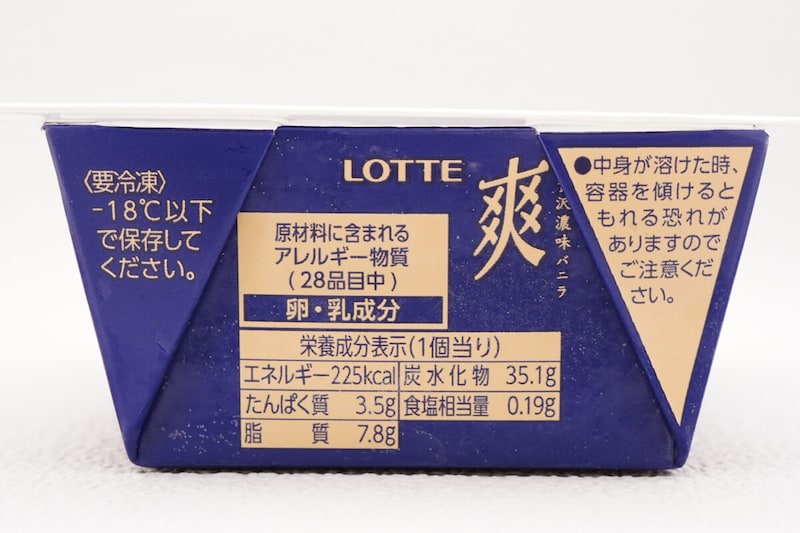 〈要冷凍〉
-18℃以下
で保存して
ください。
LOTTE
爽
沢濃味バニラ
原材料に含まれる
アレルギー物質
(28品目中)
卵・乳成分
栄養成分表示(1個当り)
エネルギー225kcal 炭水化物 35.1g
たんぱく質 3.5g 食塩相当量 0.19g
脂質 7.8g
●中身が溶けた時、
容器を傾けると
もれる恐れが
ありますので
ご注意くだ
さい。